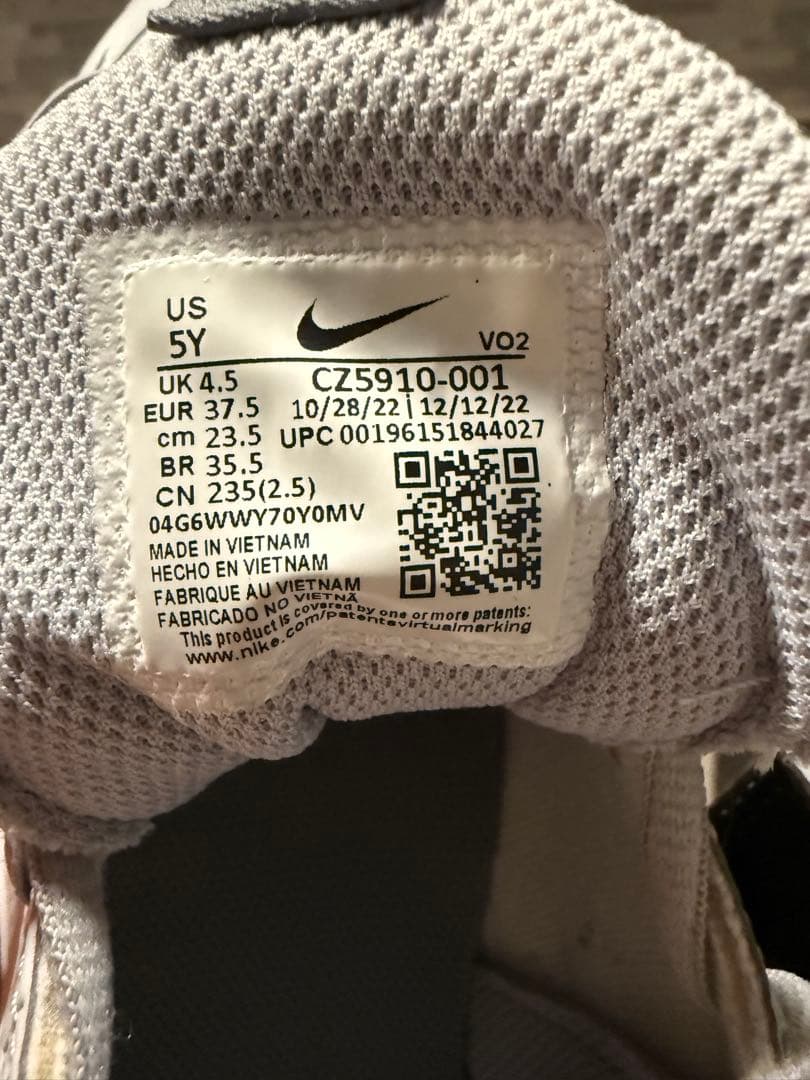 US
5Y
VO2
UK 4.5
CZ5910-001
EUR 37.5
10/28/22 | 12/12/22
cm 23.5
UPC 00196151844027
BR 35.5
CN 235(2.5)
04G6WWY70Y0MV
MADE IN VIETNAM
HECHO EN VIETNAM
FABRIQUE AU VIETNAM
FABRICADO NO VIETNÃ
This product is covered by one or more patents:
www.nike.com/patentsvirtualmarking